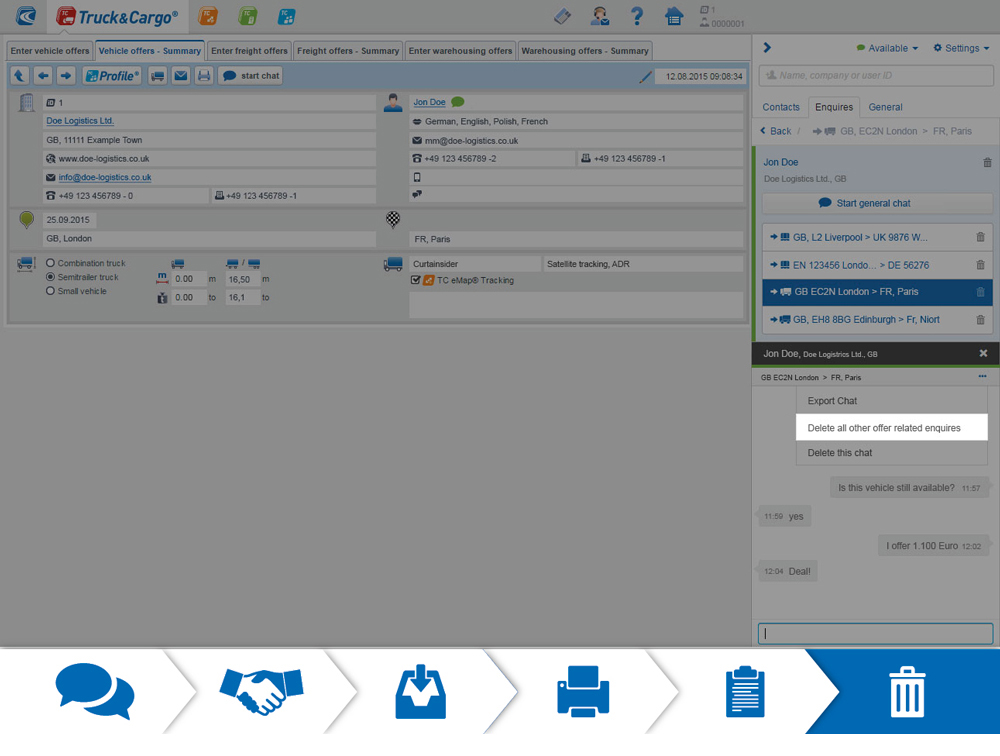 Truck&Cargo®
TC
TC
TC
1
0000001
Enter vehicle offers
Vehicle offers - Summary
Enter freight offers
Freight offers - Summary
Enter warehousing offers
Warehousing offers - Summary
Profile®
start chat
12.08.2015 09:08:34
1
Doe Logistics Ltd.
GB, 11111 Example Town
www.doe-logistics.co.uk
info@doe-logistics.co.uk
+49 123 456789 - 0
+49 123 456789 -1
Jon Doe
German, English, Polish, French
mm@doe-logistics.co.uk
+49 123 456789 -2
+49 123 456789 -1
25.09.2015
GB, London
FR, Paris
Combination truck
Semitrailer truck
Small vehicle
/
m
0.00 m
16,50 m
t
0.00 to
16,1 to
Curtainsider
Satellite tracking, ADR
TC eMap® Tracking
Available
Settings
Name, company or user ID
Contacts
Enquires
General
Back / GB, EC2N London > FR, Paris
Jon Doe
Doe Logistics Ltd., GB
Start general chat
GB, L2 Liverpool > UK 9876 W...
EN 123456 Londo... > DE 56276
GB EC2N London > FR, Paris
GB, EH8 8BG Edinburgh > Fr, Niort
Jon Doe, Doe Logistrics Ltd., GB
GB EC2N London > FR, Paris
Export Chat
Delete all other offer related enquires
Delete this chat
Is this vehicle still available? 11:57
11:59 yes
I offer 1.100 Euro 12:02
12:04 Deal!